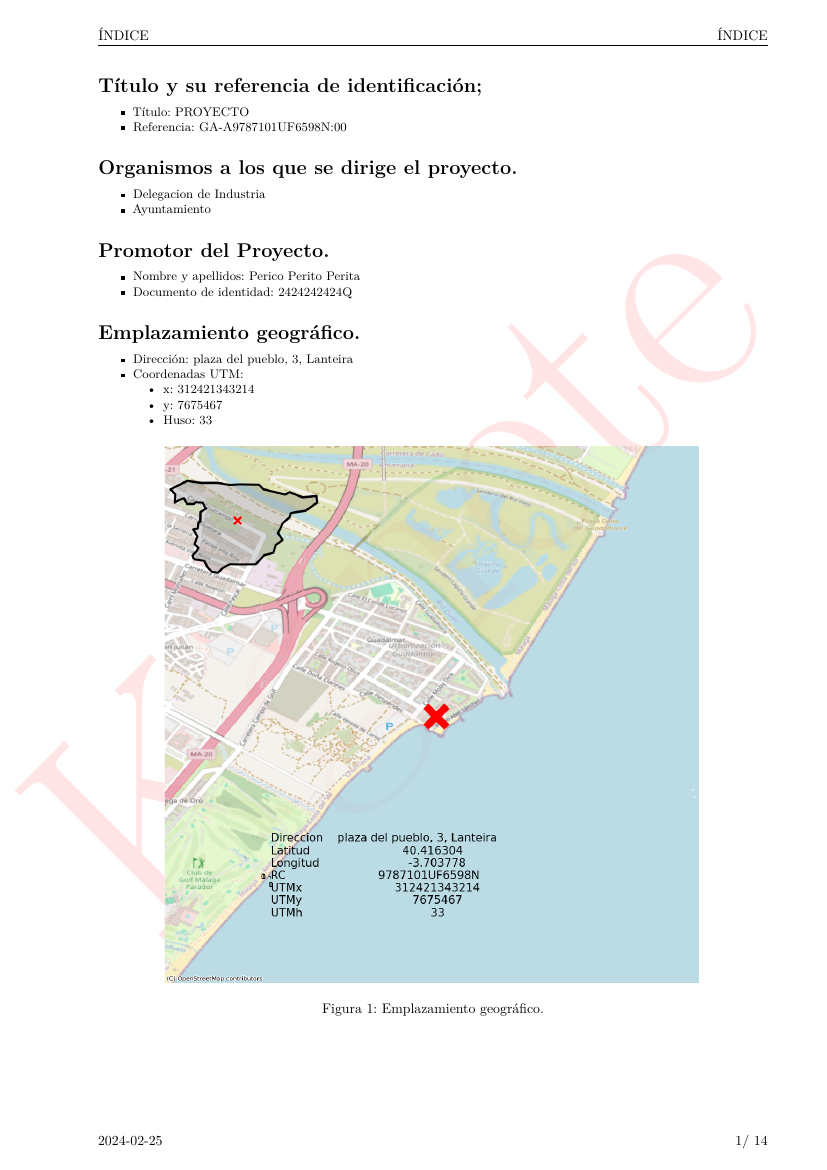 ÍNDICE ÍNDICE
Título y su referencia de identificación;
Título: PROYECTO
Referencia: GA-A9787101UF6598N:00
Organismos a los que se dirige el proyecto.
Delegacion de Industria
Ayuntamiento
Promotor del Proyecto.
Nombre y apellidos: Perico Perito Perita
Documento de identidad: 2424242424Q
Emplazamiento geográfico.
Dirección: plaza del pueblo, 3, Lanteira
Coordenadas UTM:
x: 312421343214
y: 7675467
Huso: 33
MA-20
-21
Laguna Grande
Guadalmar
Urbanización
Guadalmar
P
P
P
Málaga
MA-20
Club de
Golf Málaga
Parador
Direccion plaza del pueblo, 3, Lanteira
Latitud 40.416304
Longitud -3.703778
RC 9787101UF6598N
UTMx 312421343214
UTMy 7675467
UTMh 33
(C) OpenStreetMap contributors
Figura 1: Emplazamiento geográfico.
2024-02-25 1/ 14